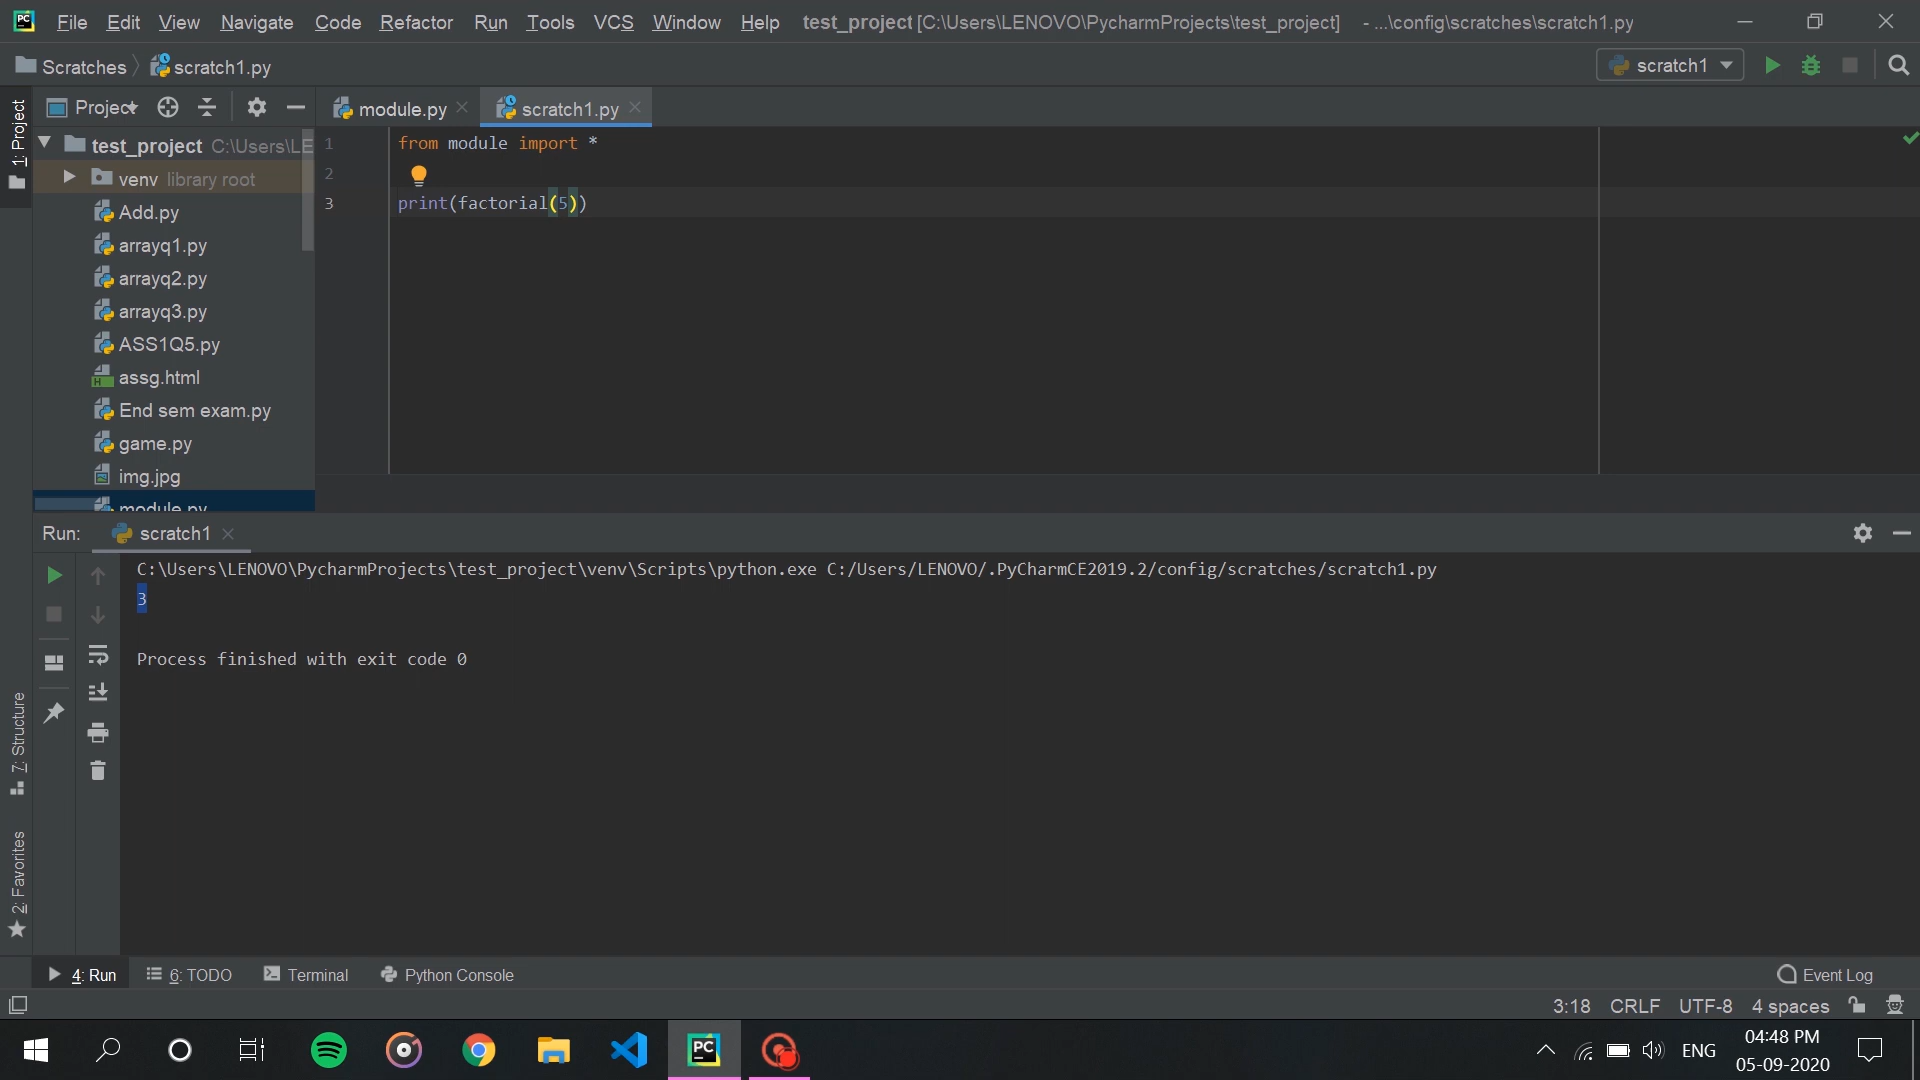 File Edit View Navigate Code Refactor Run Tools VCS Window Help test_project [C:\Users\LENOVO\PycharmProjects\test_project] - ...\config\scratches\scratch1.py
Scratches scratch1.py scratch1
1: Project
Project module.py scratch1.py
test_project C:\Users\LE
venv library root
Add.py
arrayq1.py
arrayq2.py
arrayq3.py
ASS1Q5.py
assg.html
End sem exam.py
game.py
img.jpg
module.py
1 from module import *
2
3 print(factorial(5))
Run: scratch1
C:\Users\LENOVO\PycharmProjects\test_project\venv\Scripts\python.exe C:/Users/LENOVO/.PyCharmCE2019.2/config/scratches/scratch1.py
3
Process finished with exit code 0
7: Structure
2: Favorites
4: Run 6: TODO Terminal Python Console Event Log
3:18 CRLF UTF-8 4 spaces
PC ENG 04:48 PM
05-09-2020